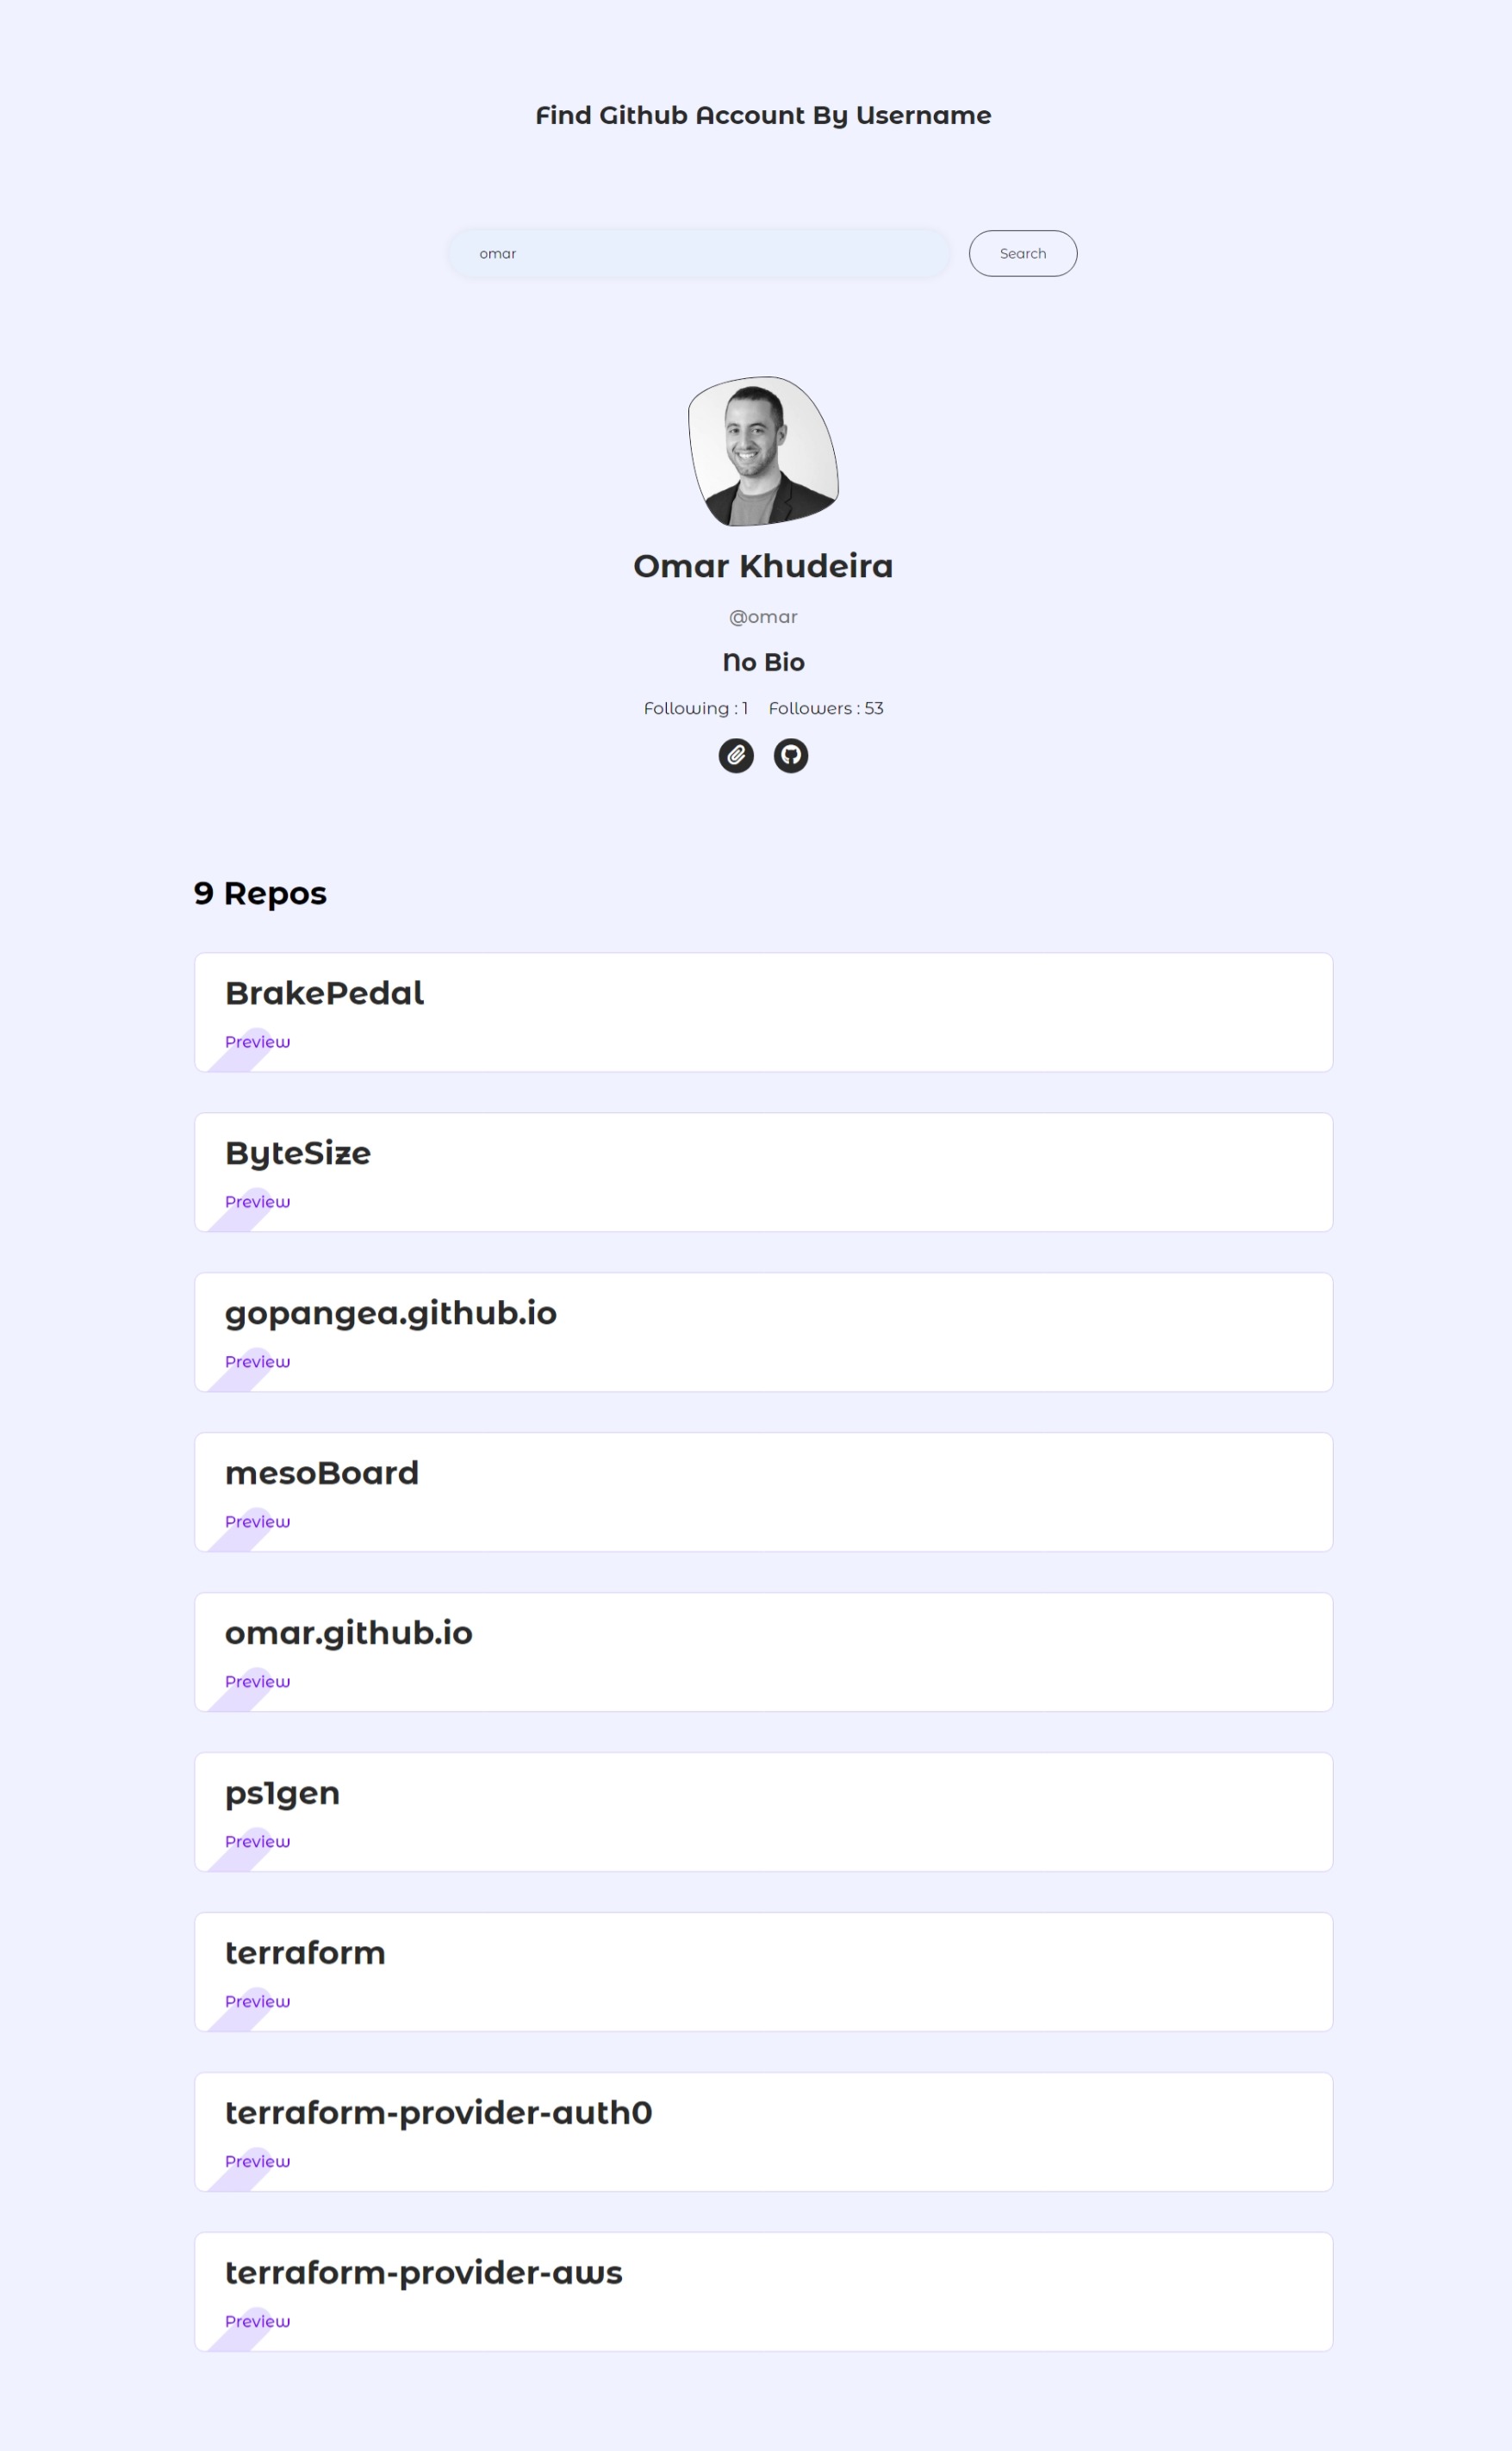 Find Github Account By Username
omar
Search
Omar Khudeira
@omar
No Bio
Following : 1 Followers : 53
9 Repos
BrakePedal
Preview
ByteSize
Preview
gopangea.github.io
Preview
mesoBoard
Preview
omar.github.io
Preview
ps1gen
Preview
terraform
Preview
terraform-provider-auth0
Preview
terraform-provider-aws
Preview